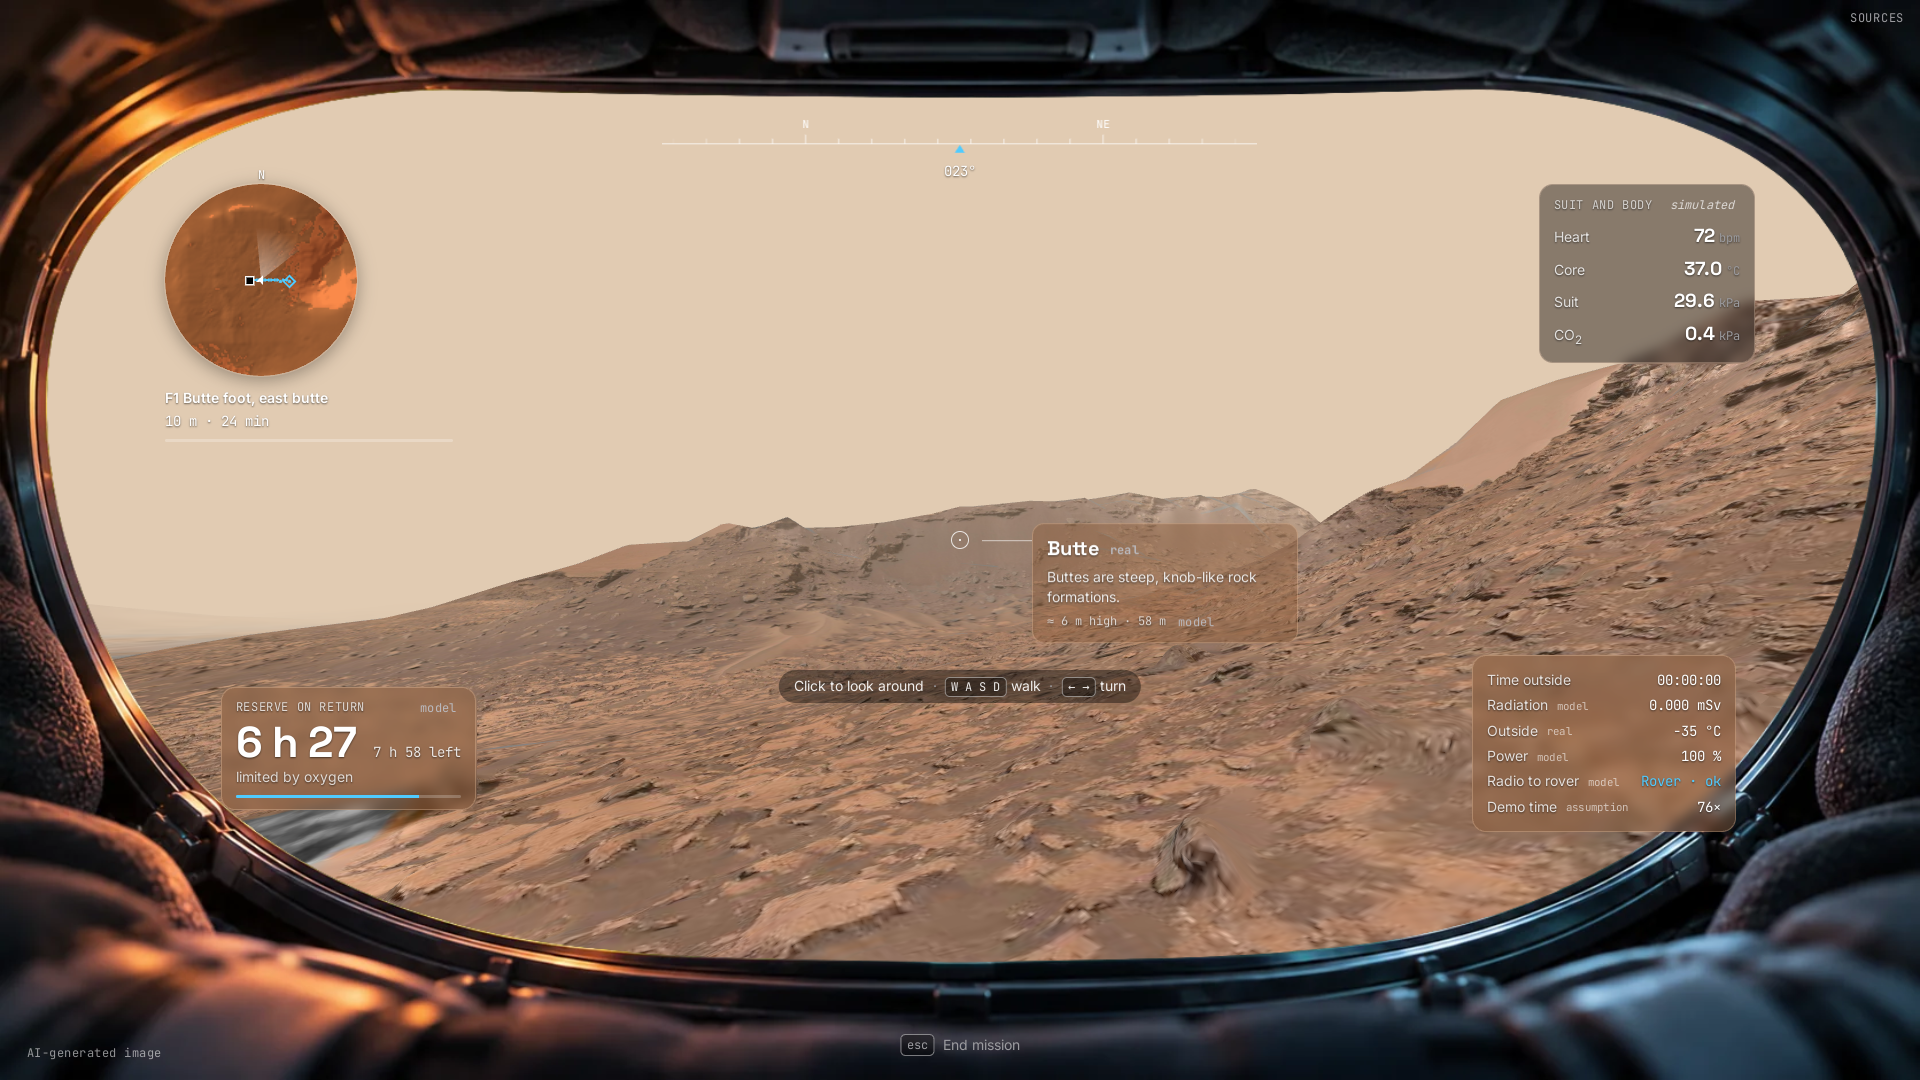 SOURCES
N NE
023°
N
F1 Butte foot, east butte
10 m · 24 min
SUIT AND BODY simulated
Heart 72 bpm
Core 37.0 °C
Suit 29.6 kPa
CO2 0.4 kPa
Butte real
Buttes are steep, knob-like rock
formations.
≈ 6 m high · 58 m model
Click to look around · W A S D walk · ← → turn
RESERVE ON RETURN model
6 h 27 7 h 58 left
limited by oxygen
Time outside 00:00:00
Radiation model 0.000 mSv
Outside real -35 °C
Power model 100 %
Radio to rover model Rover · ok
Demo time assumption 76×
esc End mission
AI-generated image